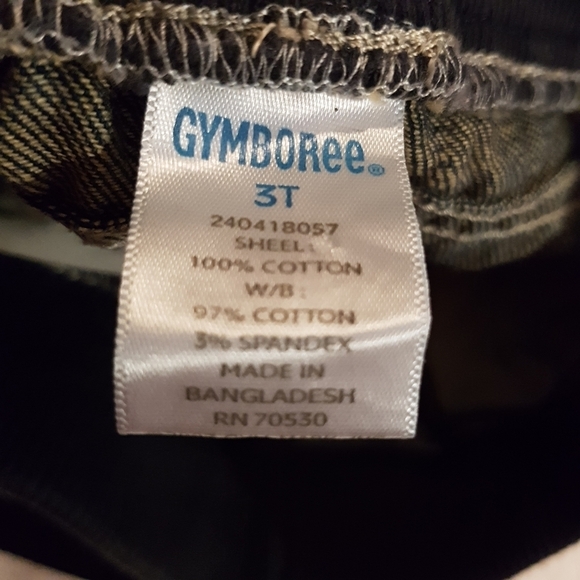 GYMBORee®
3T
240418057
SHEEL:
100% COTTON
W/B:
97% COTTON
3% SPANDEX
MADE IN
BANGLADESH
RN 70530